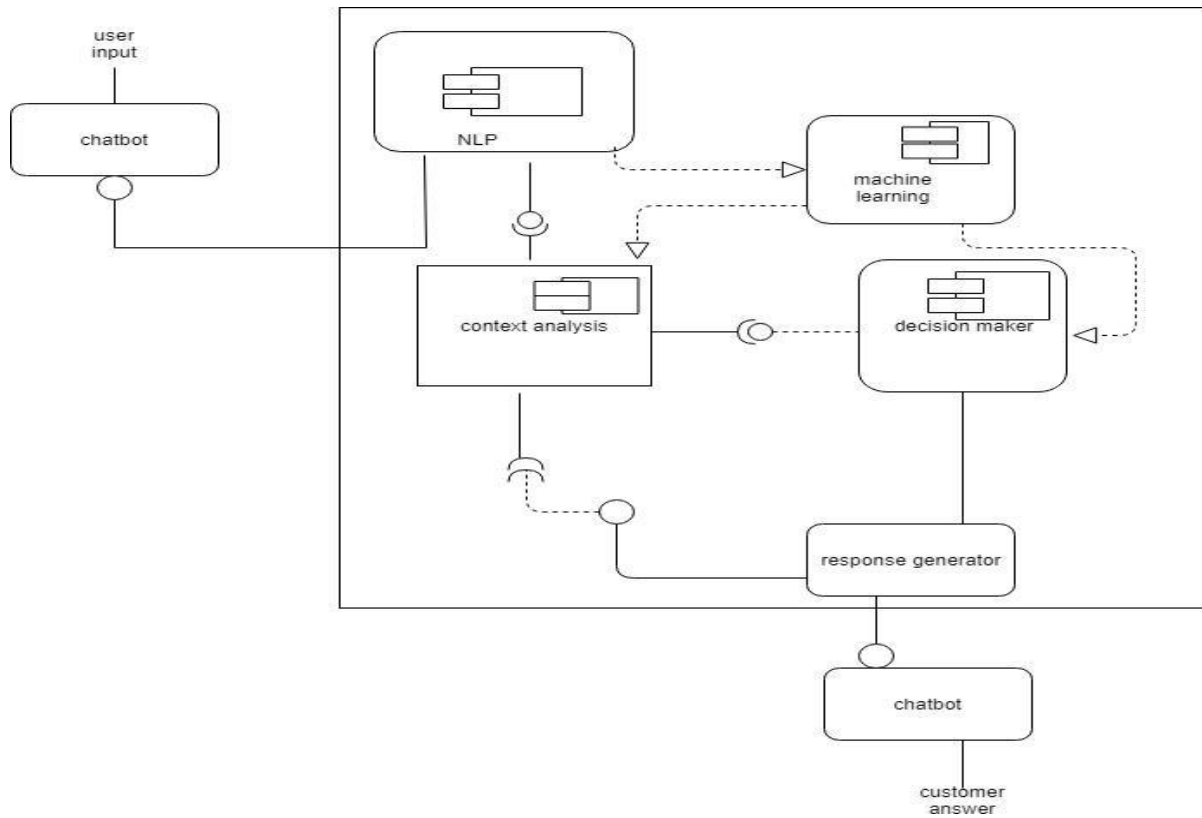 user
input
chatbot
NLP
machine
learning
context analysis
decision maker
response generator
chatbot
customer
answer